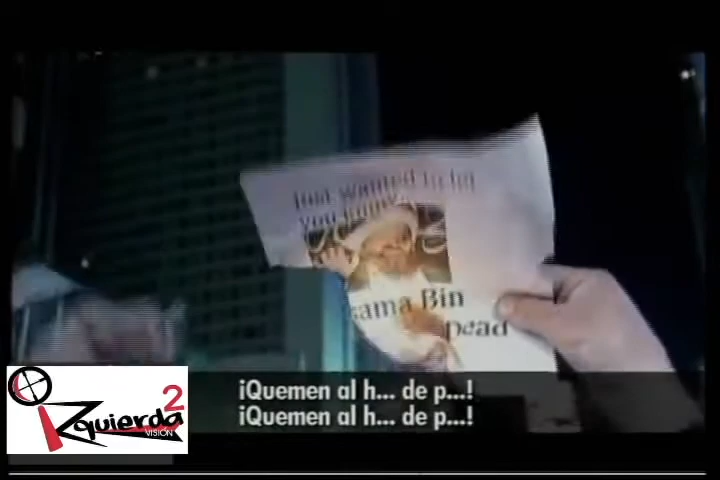 Just wanted to let
you know,
sama Bin
Dead
¡Quemen al h... de p...!
¡Quemen al h... de p...!
2
Izquierda
VISIÓN